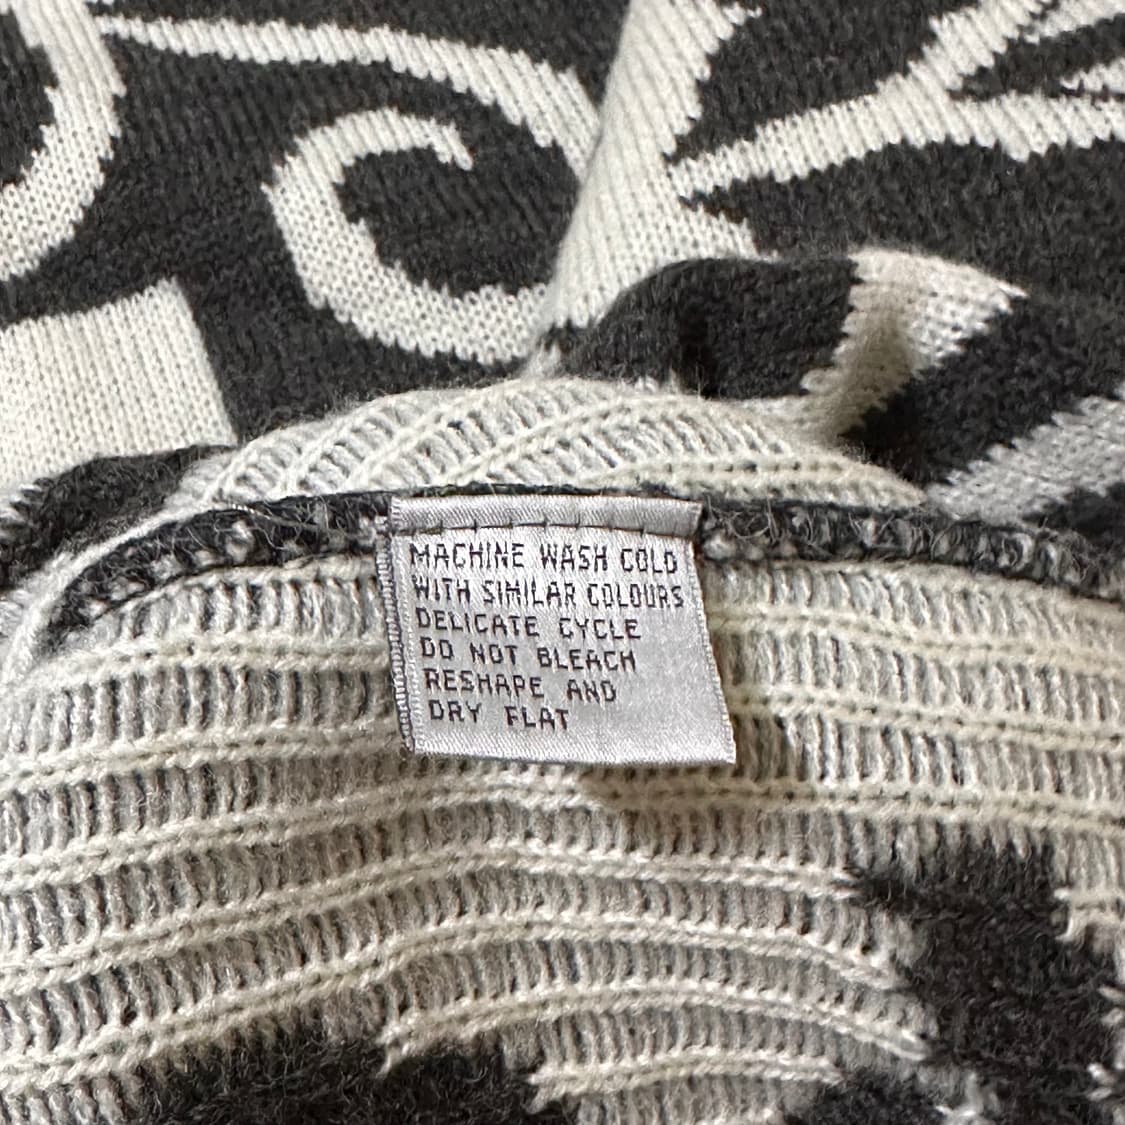 MACHINE WASH COLD
WITH SIMILAR COLOURS
DELICATE CYCLE
DO NOT BLEACH
RESHAPE AND
DRY FLAT